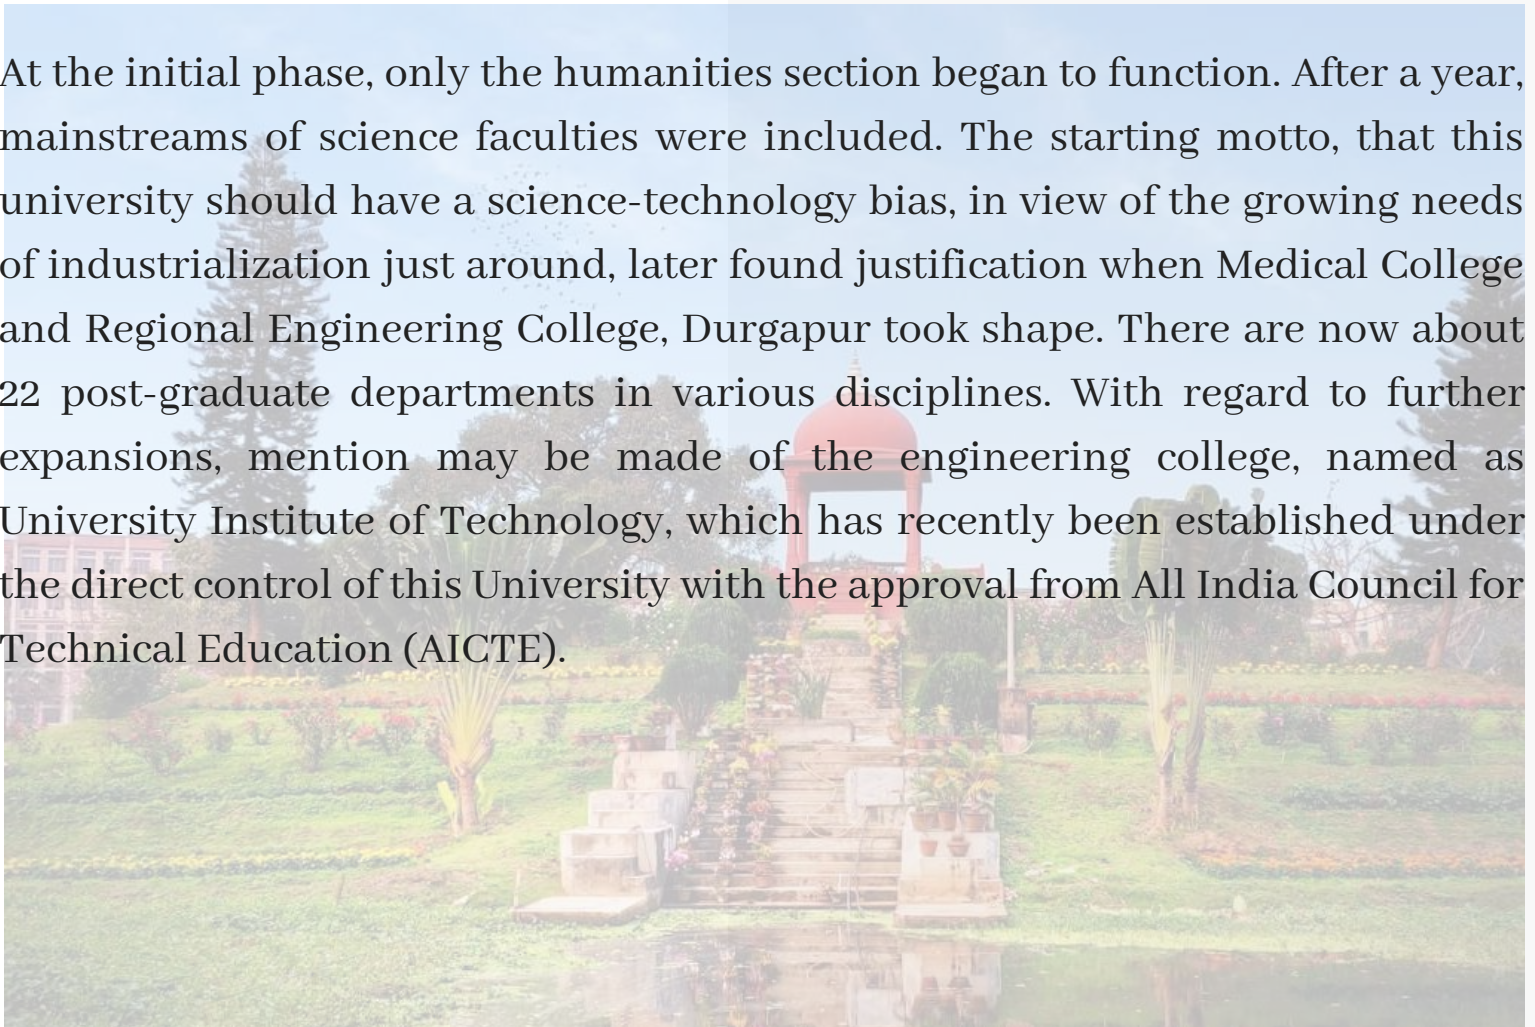 At the initial phase, only the humanities section began to function. After a year,
mainstreams of science faculties were included. The starting motto, that this
university should have a science-technology bias, in view of the growing needs
of industrialization just around, later found justification when Medical College
and Regional Engineering College, Durgapur took shape. There are now about
22 post-graduate departments in various disciplines. With regard to further
expansions, mention may be made of the engineering college, named as
University Institute of Technology, which has recently been established under
the direct control of this University with the approval from All India Council for
Technical Education (AICTE).